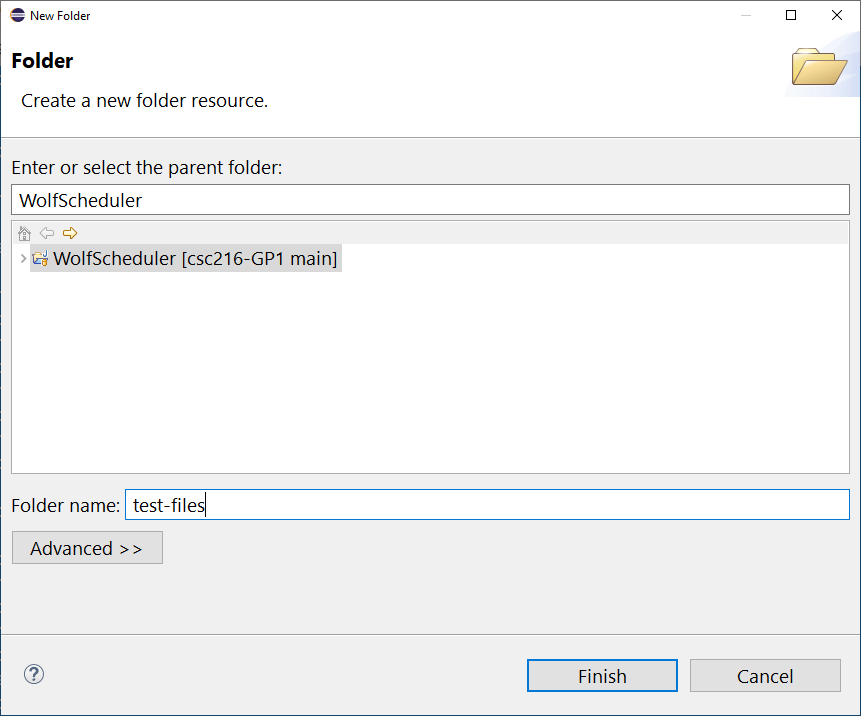 New Folder
Folder
Create a new folder resource.
Enter or select the parent folder:
WolfScheduler
WolfScheduler [csc216-GP1 main]
Folder name: test-files
Advanced >>
? Finish Cancel